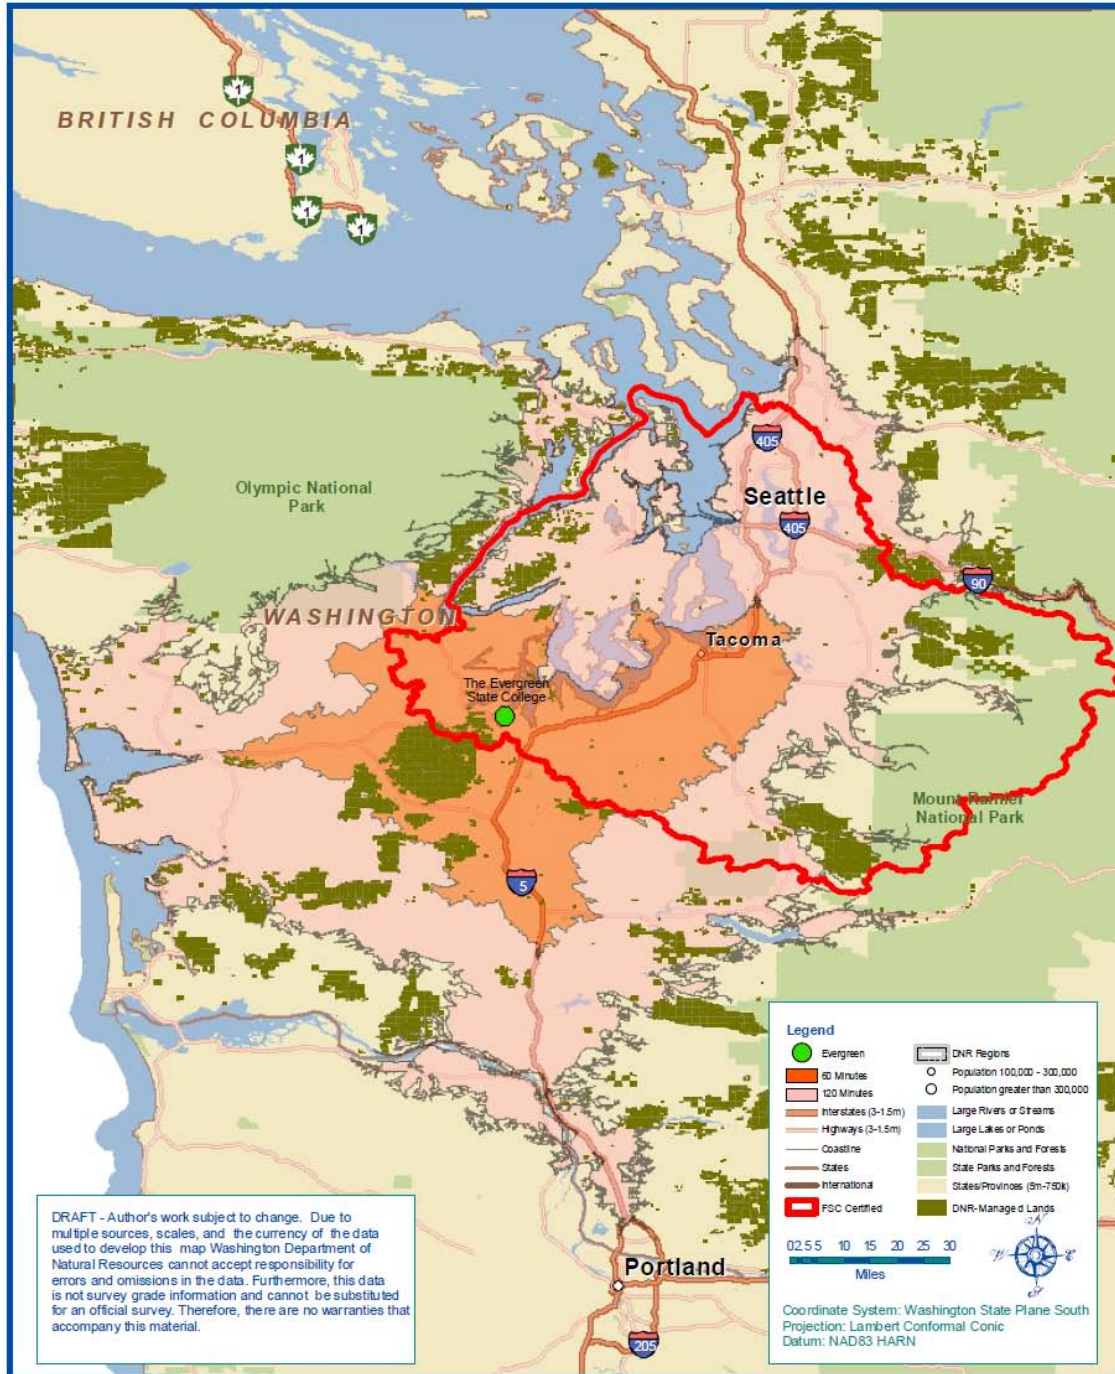 1
BRITISH COLUMBIA
1
1
1
405
Olympic National
Park
Seattle
405
90
WASHINGTON
Tacoma
The Evergreen
State College
Mount Rainier
National Park
5
Legend
Evergreen
60 Minutes
120 Minutes
Interstates (3-1.5m)
Highways (3-1.5m)
Coastline
States
International
FSC Certified
DNR Regions
Population 100,000 - 300,000
Population greater than 300,000
Large Rivers or Streams
Large Lakes or Ponds
National Parks and Forests
State Parks and Forests
States/Provinces (5m-750k)
DNR-Managed Lands
N
W E
S
0 2.5 5 10 15 20 25 30
Miles
Coordinate System: Washington State Plane South
Projection: Lambert Conformal Conic
Datum: NAD83 HARN
DRAFT - Author's work subject to change. Due to
multiple sources, scales, and the currency of the data
used to develop this map Washington Department of
Natural Resources cannot accept responsibility for
errors and omissions in the data. Furthermore, this data
is not survey grade information and cannot be substituted
for an official survey. Therefore, there are no warranties that
accompany this material.
Portland
205